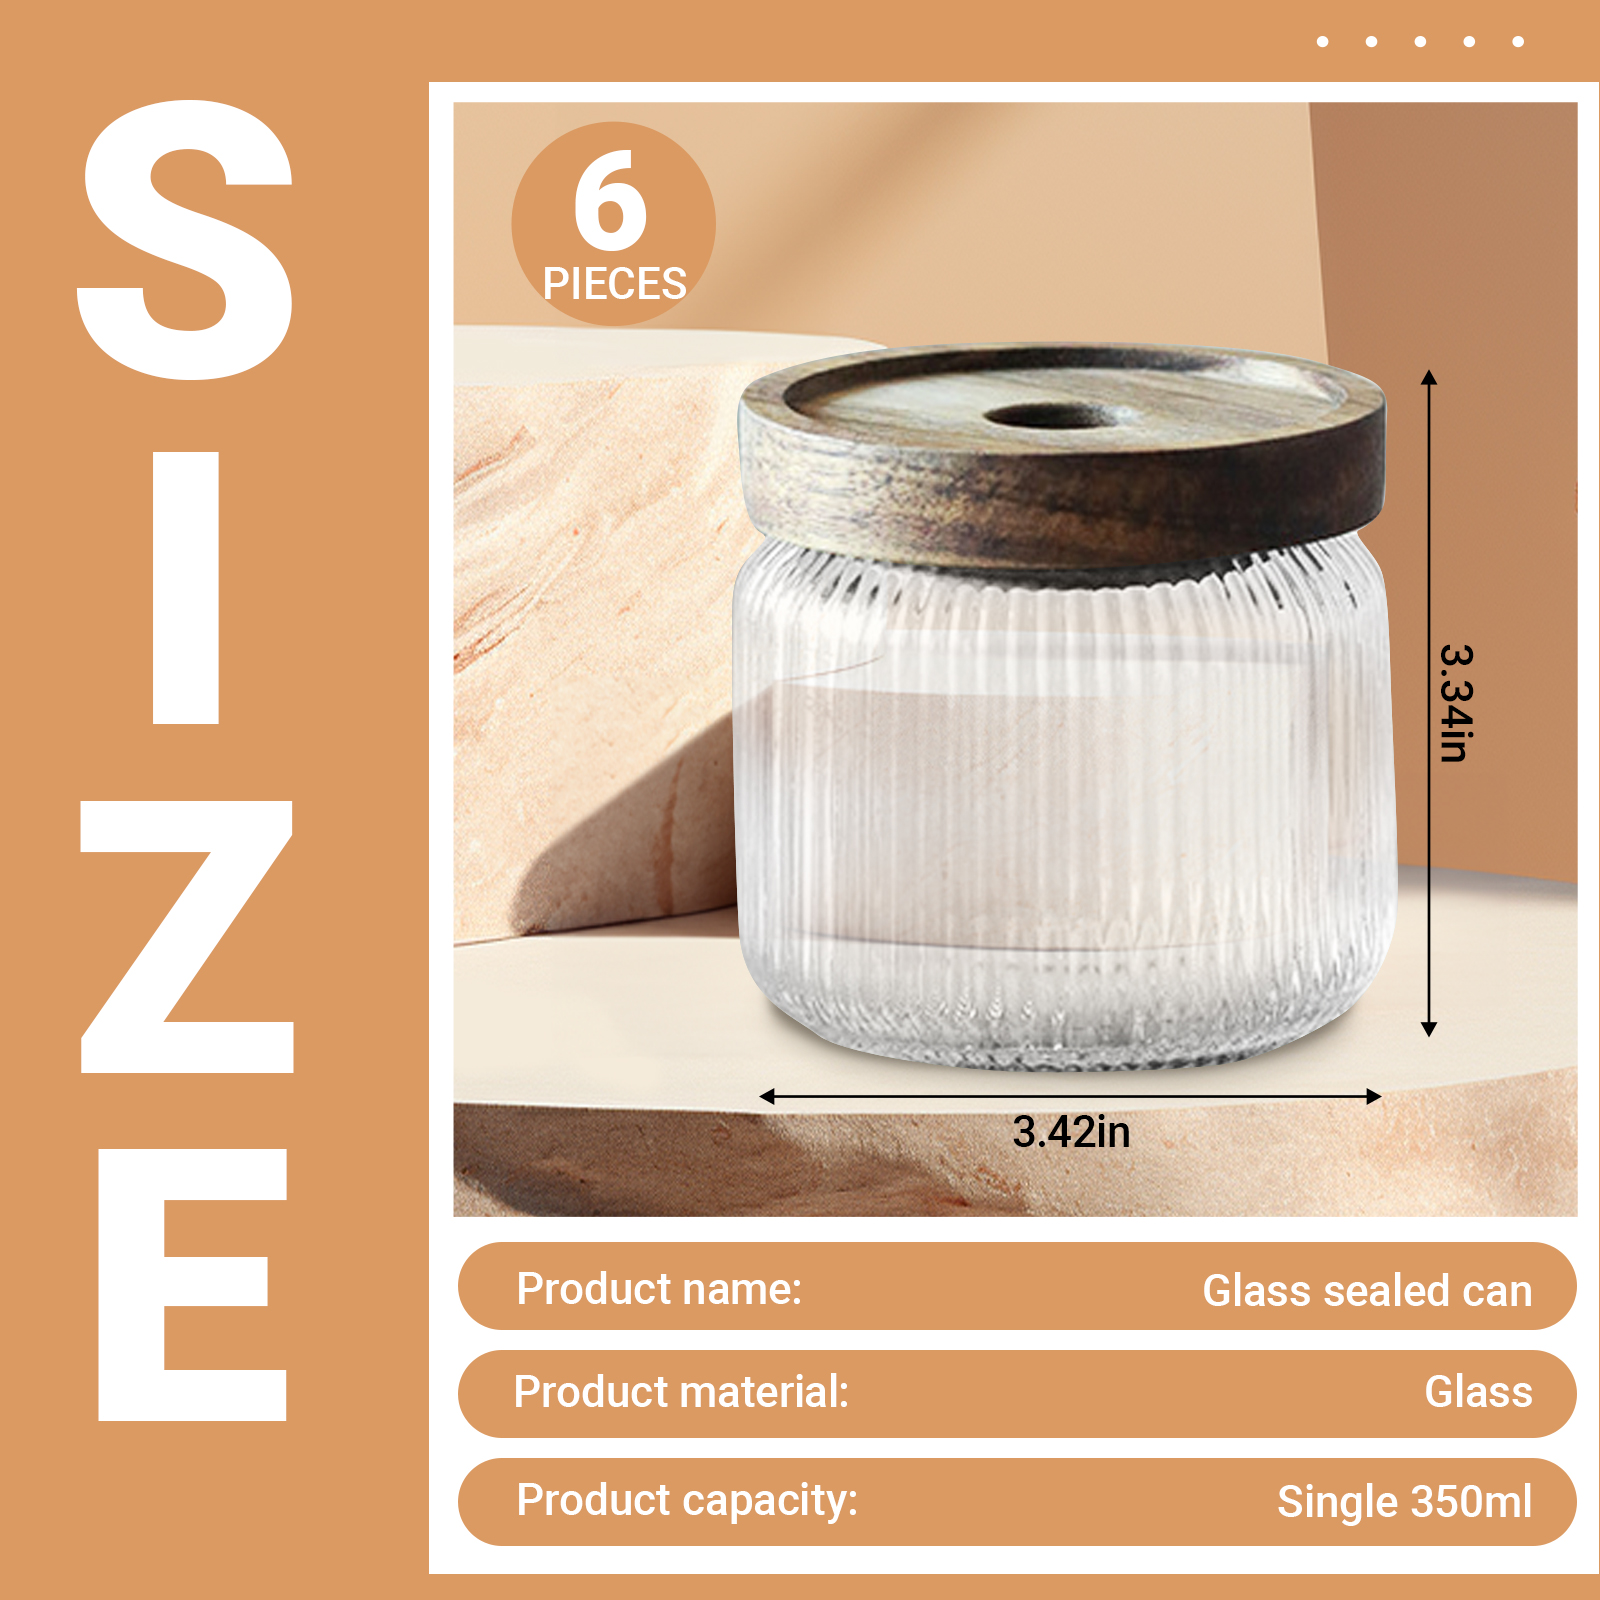 SIZE
6
PIECES
3.34in
3.42in
Product name: Glass sealed can
Product material: Glass
Product capacity: Single 350ml